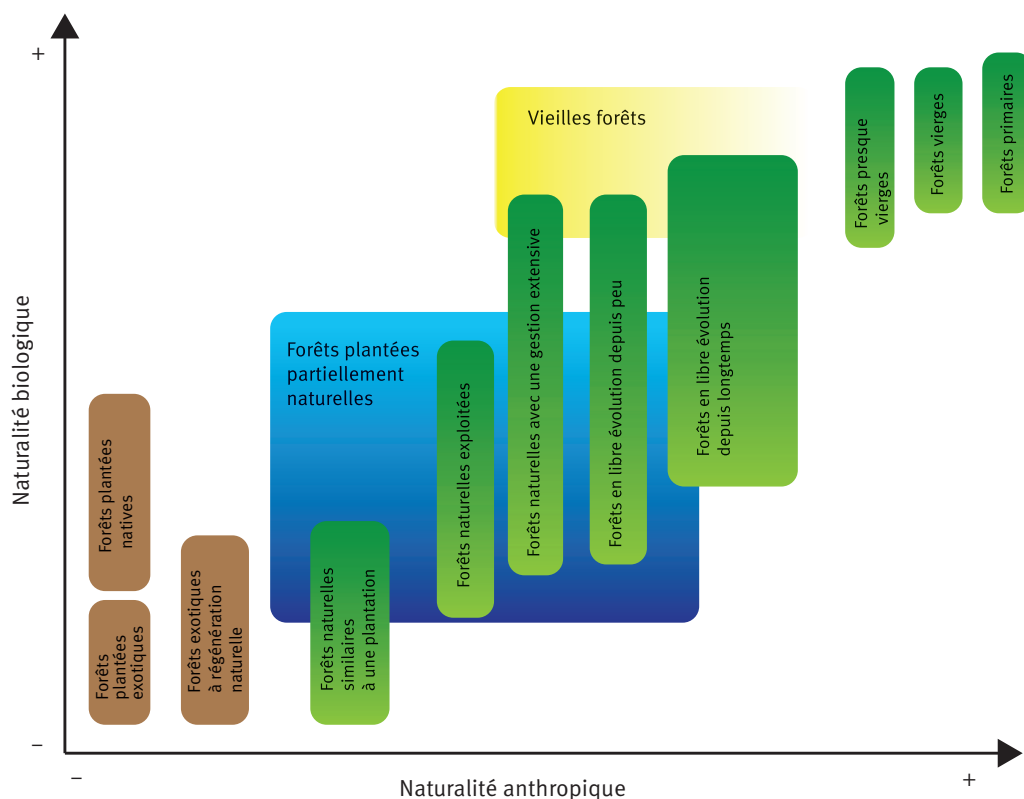 +
Naturalité biologique
–
–
Naturalité anthropique
+
Vieilles forêts
Forêts plantées
partiellement
naturelles
Forêts plantées
natives
Forêts
plantées
exotiques
Forêts exotiques
à régénération
naturelle
Forêts naturelles
similaires
à une plantation
Forêts naturelles exploitées
Forêts naturelles avec une gestion extensive
Forêts en libre évolution depuis peu
Forêts en libre évolution
depuis longtemps
Forêts presque
vierges
Forêts vierges
Forêts primaires